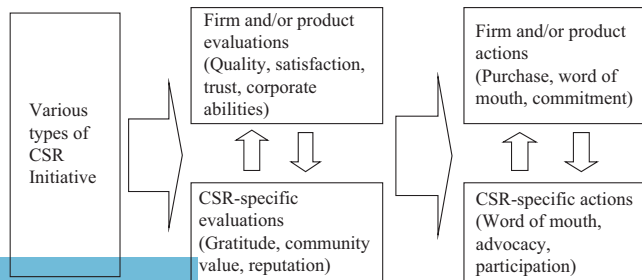 Various
types of
CSR
Initiative
Firm and/or product
evaluations
(Quality, satisfaction,
trust, corporate
abilities)
CSR-specific
evaluations
(Gratitude, community
value, reputation)
Firm and/or product
actions
(Purchase, word of
mouth, commitment)
CSR-specific actions
(Word of mouth,
advocacy,
participation)